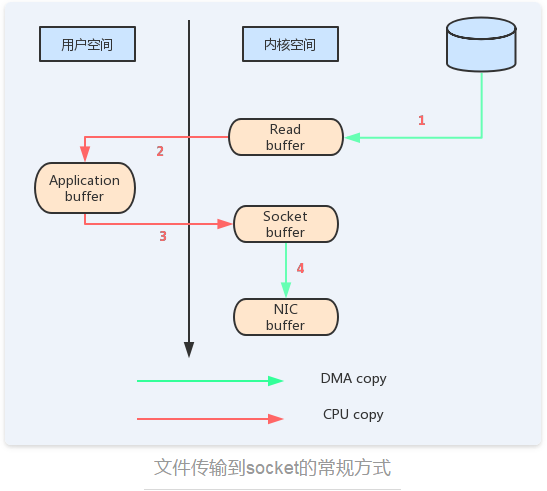 用户空间
内核空间
1
Read
buffer
2
Application
buffer
3
Socket
buffer
4
NIC
buffer
DMA copy
CPU copy
文件传输到socket的常规方式